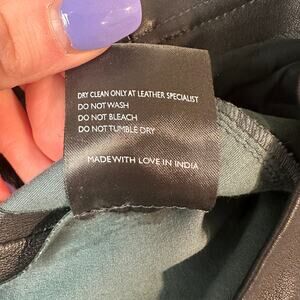 DRY CLEAN ONLY AT LEATHER SPECIALIST
DO NOT WASH
DO NOT BLEACH
DO NOT TUMBLE DRY
MADE WITH LOVE IN INDIA